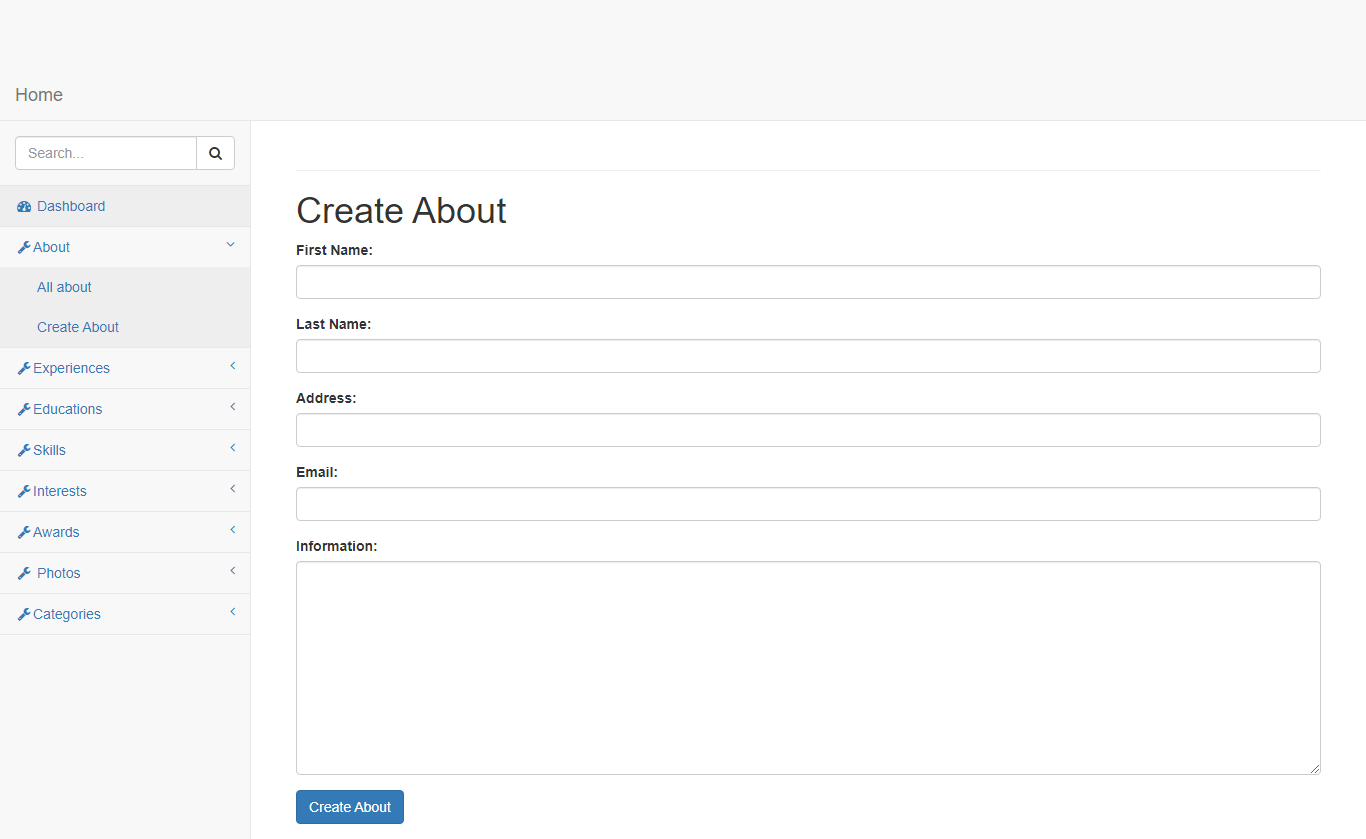 Home
Search...
Dashboard
About
All about
Create About
Experiences
Educations
Skills
Interests
Awards
Photos
Categories
Create About
First Name:
Last Name:
Address:
Email:
Information:
Create About